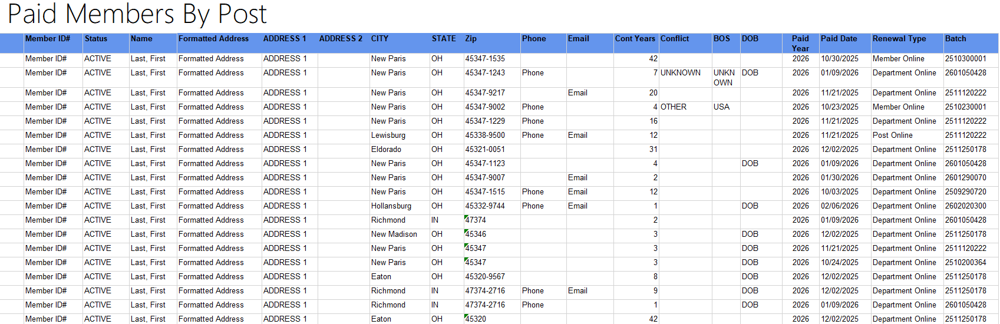 Paid Members By Post
Member ID# Status Name Formatted Address ADDRESS 1 ADDRESS 2 CITY STATE Zip Phone Email Cont Years Conflict BOS DOB Paid Year Paid Date Renewal Type Batch
Member ID# ACTIVE Last, First Formatted Address ADDRESS 1 New Paris OH 45347-1535 42 2026 10/30/2025 Member Online 2510300001
Member ID# ACTIVE Last, First Formatted Address ADDRESS 1 New Paris OH 45347-1243 Phone 7 UNKNOWN UNKNOWN DOB 2026 01/09/2026 Department Online 2601050428
Member ID# ACTIVE Last, First Formatted Address ADDRESS 1 New Paris OH 45347-9217 Email 20 2026 11/21/2025 Department Online 2511120222
Member ID# ACTIVE Last, First Formatted Address ADDRESS 1 New Paris OH 45347-9002 Phone 4 OTHER USA 2026 10/23/2025 Member Online 2510230001
Member ID# ACTIVE Last, First Formatted Address ADDRESS 1 New Paris OH 45347-1229 Phone 16 2026 11/21/2025 Department Online 2511120222
Member ID# ACTIVE Last, First Formatted Address ADDRESS 1 Lewisburg OH 45338-9500 Phone Email 12 2026 11/21/2025 Post Online 2511120222
Member ID# ACTIVE Last, First Formatted Address ADDRESS 1 Eldorado OH 45321-0051 31 2026 12/02/2025 Department Online 2511250178
Member ID# ACTIVE Last, First Formatted Address ADDRESS 1 New Paris OH 45347-1123 4 DOB 2026 01/09/2026 Department Online 2601050428
Member ID# ACTIVE Last, First Formatted Address ADDRESS 1 New Paris OH 45347-9007 Email 2 2026 01/30/2026 Department Online 2601290070
Member ID# ACTIVE Last, First Formatted Address ADDRESS 1 New Paris OH 45347-1515 Phone Email 12 2026 10/03/2025 Department Online 2509290720
Member ID# ACTIVE Last, First Formatted Address ADDRESS 1 Hollansburg OH 45332-9744 Phone Email 1 DOB 2026 02/06/2026 Department Online 2602020300
Member ID# ACTIVE Last, First Formatted Address ADDRESS 1 Richmond IN 47374 2 2026 01/09/2026 Department Online 2601050428
Member ID# ACTIVE Last, First Formatted Address ADDRESS 1 New Madison OH 45346 3 DOB 2026 12/02/2025 Department Online 2511250178
Member ID# ACTIVE Last, First Formatted Address ADDRESS 1 New Paris OH 45347 3 DOB 2026 11/21/2025 Department Online 2511120222
Member ID# ACTIVE Last, First Formatted Address ADDRESS 1 New Paris OH 45347 3 DOB 2026 10/24/2025 Department Online 2510200364
Member ID# ACTIVE Last, First Formatted Address ADDRESS 1 Eaton OH 45320-9567 8 DOB 2026 12/02/2025 Department Online 2511250178
Member ID# ACTIVE Last, First Formatted Address ADDRESS 1 Richmond IN 47374-2716 Phone Email 9 DOB 2026 12/02/2025 Department Online 2511250178
Member ID# ACTIVE Last, First Formatted Address ADDRESS 1 Richmond IN 47374-2716 Phone 1 DOB 2026 01/09/2026 Department Online 2601050428
Member ID# ACTIVE Last, First Formatted Address ADDRESS 1 Eaton OH 45320 42 2026 12/02/2025 Department Online 2511250178